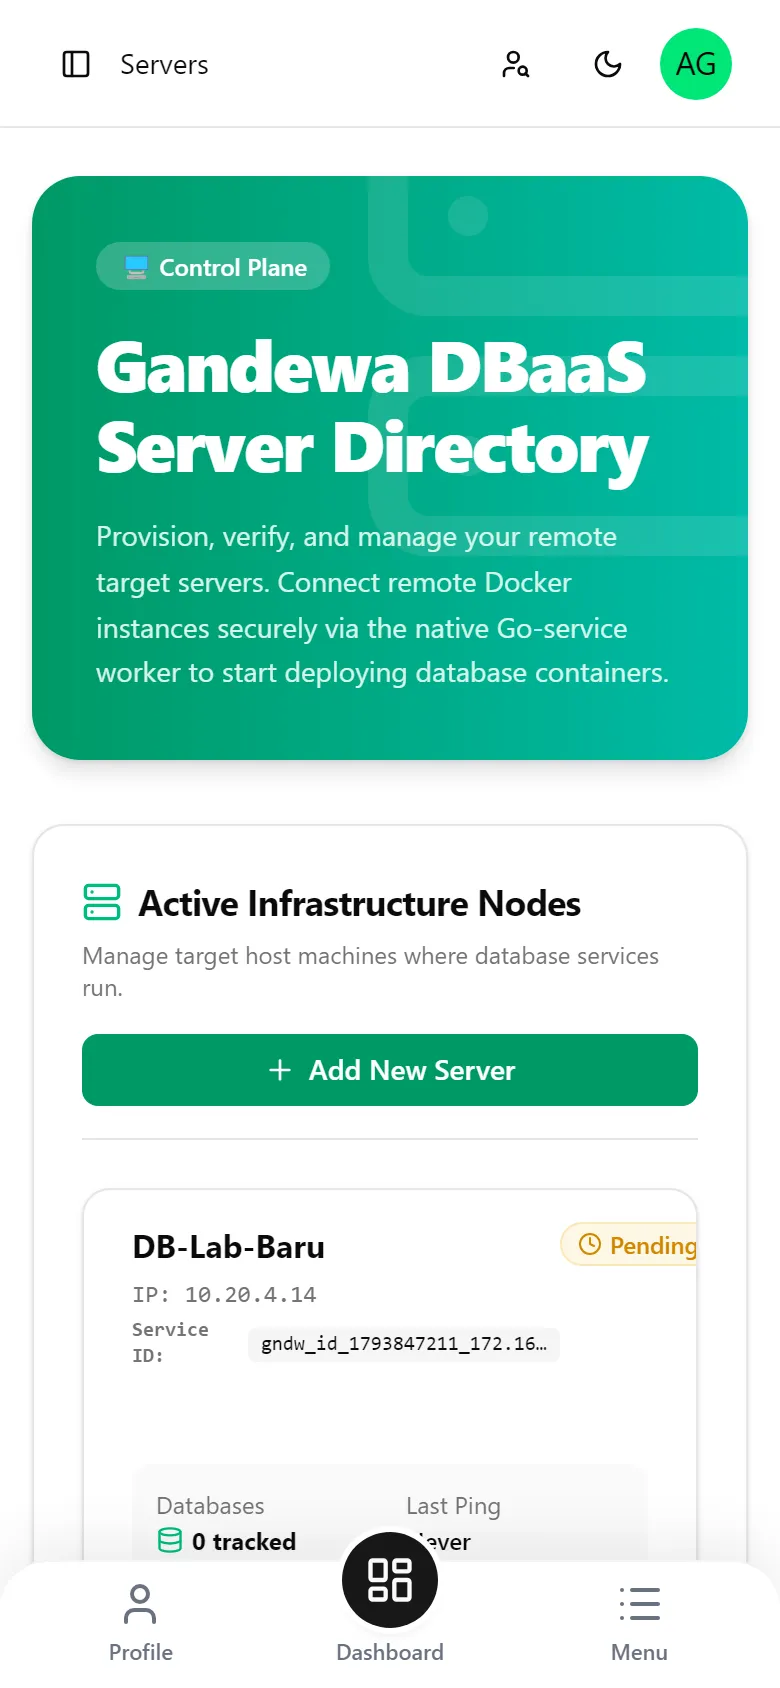 Servers
AG
Control Plane
Gandewa DBaaS
Server Directory
Provision, verify, and manage your remote
target servers. Connect remote Docker
instances securely via the native Go-service
worker to start deploying database containers.
Active Infrastructure Nodes
Manage target host machines where database services
run.
Add New Server
DB-Lab-Baru
Pending
IP: 10.20.4.14
Service
ID:
gndw_id_1793847211_172.16…
Databases
Last Ping
0 tracked
Profile
Dashboard
Menu